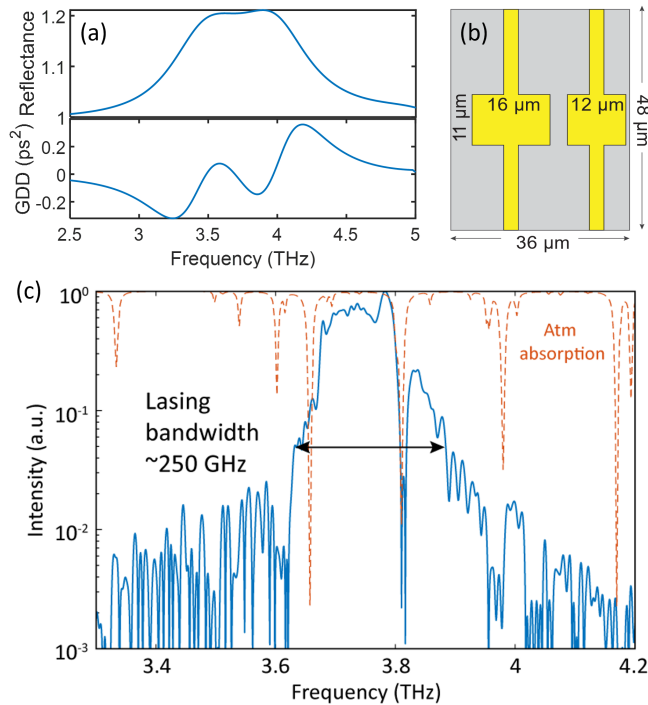 (a)
Reflectance
1.2
1.1
1
GDD (ps²)
1
0.2
0
-0.2
2.5 3 3.5 4 4.5 5
Frequency (THz)
(b)
16 µm
12 µm
11 µm
48 µm
36 µm
(c)
Intensity (a.u.)
10⁰
10⁻¹
10⁻²
10⁻³
Atm
absorption
Lasing
bandwidth
~250 GHz
3.4 3.6 3.8 4 4.2
Frequency (THz)